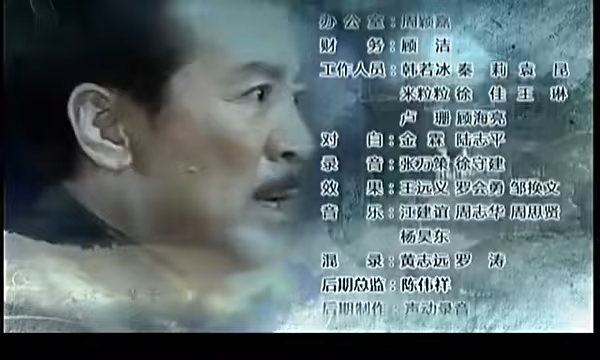 办公室：周颖嘉
财　务：顾　洁
工作人员：韩若冰 秦　莉 袁　昆
米粒粒 徐　佳 王　琳
卢　珊 顾海亮
对　白：金　霖 陆志平
录　音：张万策 徐守建
效　果：王远义 罗会勇 邹换文
音　乐：江建谊 周志华 周思贤
杨昊东
混　录：黄志远 罗　涛
后期总监：陈伟祥
后期制作：声动录音